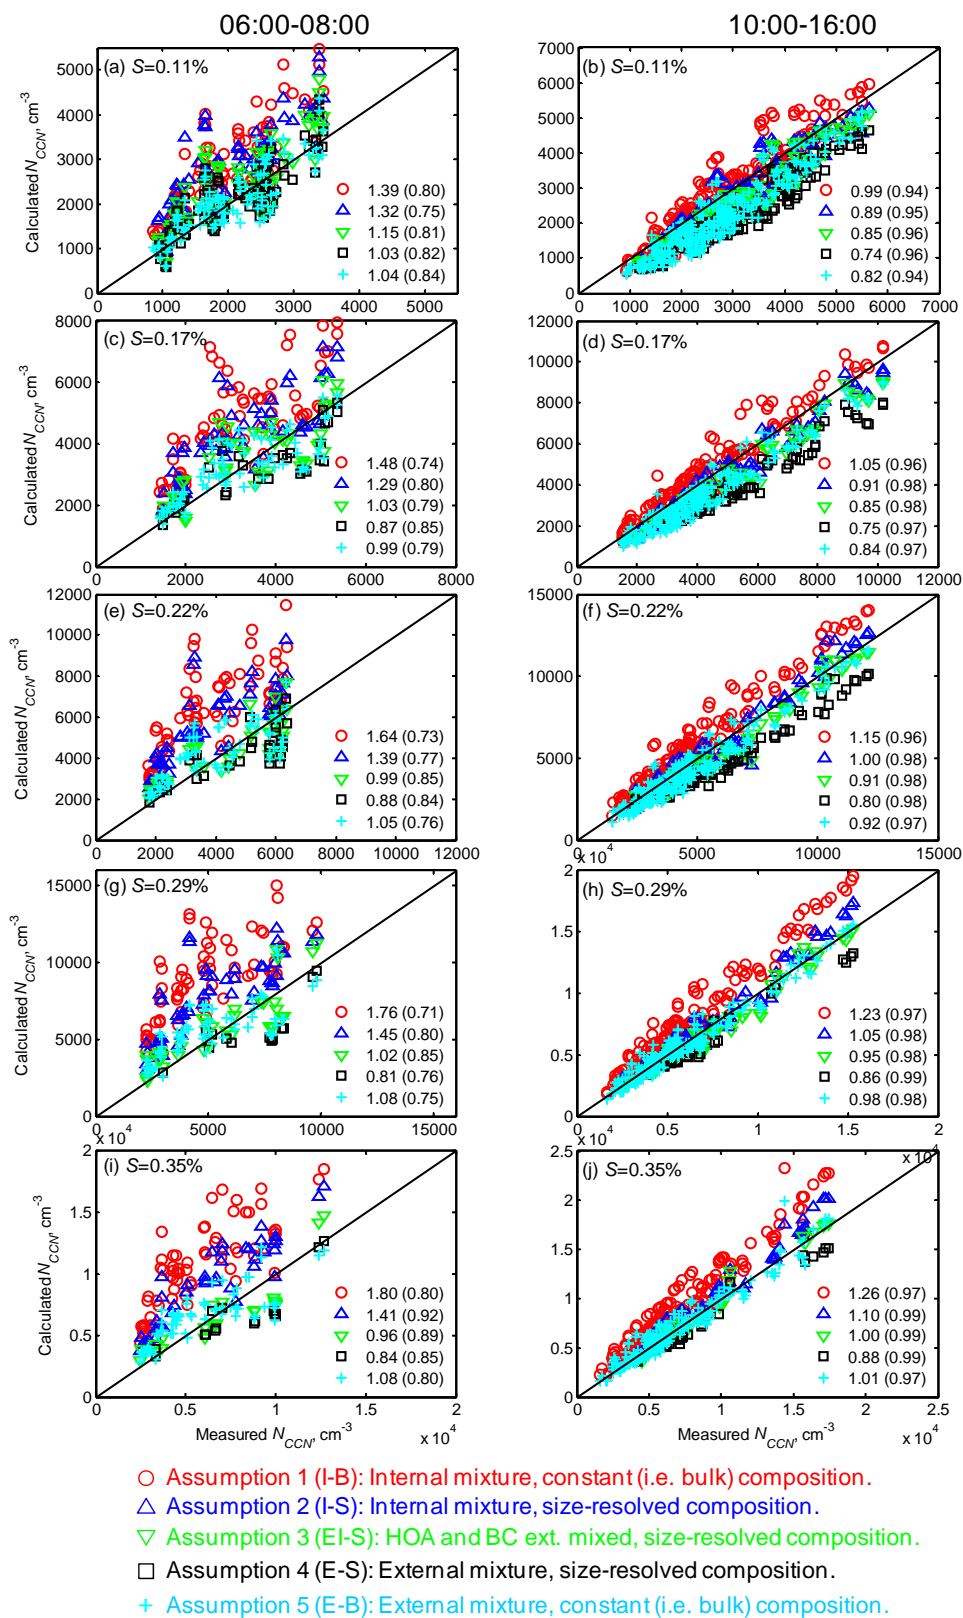 06:00-08:00
10:00-16:00
(a) S=0.11%
5000
4000
3000
2000
1000
0
Calculated N_CCN, cm-3
1.39 (0.80)
1.32 (0.75)
1.15 (0.81)
1.03 (0.82)
1.04 (0.84)
0 1000 2000 3000 4000 5000
(b) S=0.11%
7000
6000
5000
4000
3000
2000
1000
0
0.99 (0.94)
0.89 (0.95)
0.85 (0.96)
0.74 (0.96)
0.82 (0.94)
0 1000 2000 3000 4000 5000 6000 7000
(c) S=0.17%
8000
6000
4000
2000
0
Calculated N_CCN, cm-3
1.48 (0.74)
1.29 (0.80)
1.03 (0.79)
0.87 (0.85)
0.99 (0.79)
0 2000 4000 6000 8000
(d) S=0.17%
12000
10000
8000
6000
4000
2000
0
1.05 (0.96)
0.91 (0.98)
0.85 (0.98)
0.75 (0.97)
0.84 (0.97)
0 2000 4000 6000 8000 10000 12000
(e) S=0.22%
12000
10000
8000
6000
4000
2000
0
Calculated N_CCN, cm-3
1.64 (0.73)
1.39 (0.77)
0.99 (0.85)
0.88 (0.84)
1.05 (0.76)
0 2000 4000 6000 8000 10000 12000
(f) S=0.22%
15000
10000
5000
0
1.15 (0.96)
1.00 (0.98)
0.91 (0.98)
0.80 (0.98)
0.92 (0.97)
0 5000 10000 15000
(g) S=0.29%
15000
10000
5000
0
Calculated N_CCN, cm-3
1.76 (0.71)
1.45 (0.80)
1.02 (0.85)
0.81 (0.76)
1.08 (0.75)
0 5000 10000 15000
x 10^4
(h) S=0.29%
2
1.5
1
0.5
0
1.23 (0.97)
1.05 (0.98)
0.95 (0.98)
0.86 (0.99)
0.98 (0.98)
0 0.5 1 1.5 2
x 10^4
x 10^4
(i) S=0.35%
2
1.5
1
0.5
0
Calculated N_CCN, cm-3
1.80 (0.80)
1.41 (0.92)
0.96 (0.89)
0.84 (0.85)
1.08 (0.80)
0 0.5 1 1.5 2
Measured N_CCN, cm-3
x 10^4
x 10^4
(j) S=0.35%
2.5
2
1.5
1
0.5
0
1.26 (0.97)
1.10 (0.99)
1.00 (0.99)
0.88 (0.99)
1.01 (0.97)
0 0.5 1 1.5 2 2.5
Measured N_CCN, cm-3
x 10^4
Assumption 1 (I-B): Internal mixture, constant (i.e. bulk) composition.
Assumption 2 (I-S): Internal mixture, size-resolved composition.
Assumption 3 (EI-S): HOA and BC ext. mixed, size-resolved composition.
Assumption 4 (E-S): External mixture, size-resolved composition.
Assumption 5 (E-B): External mixture, constant (i.e. bulk) composition.